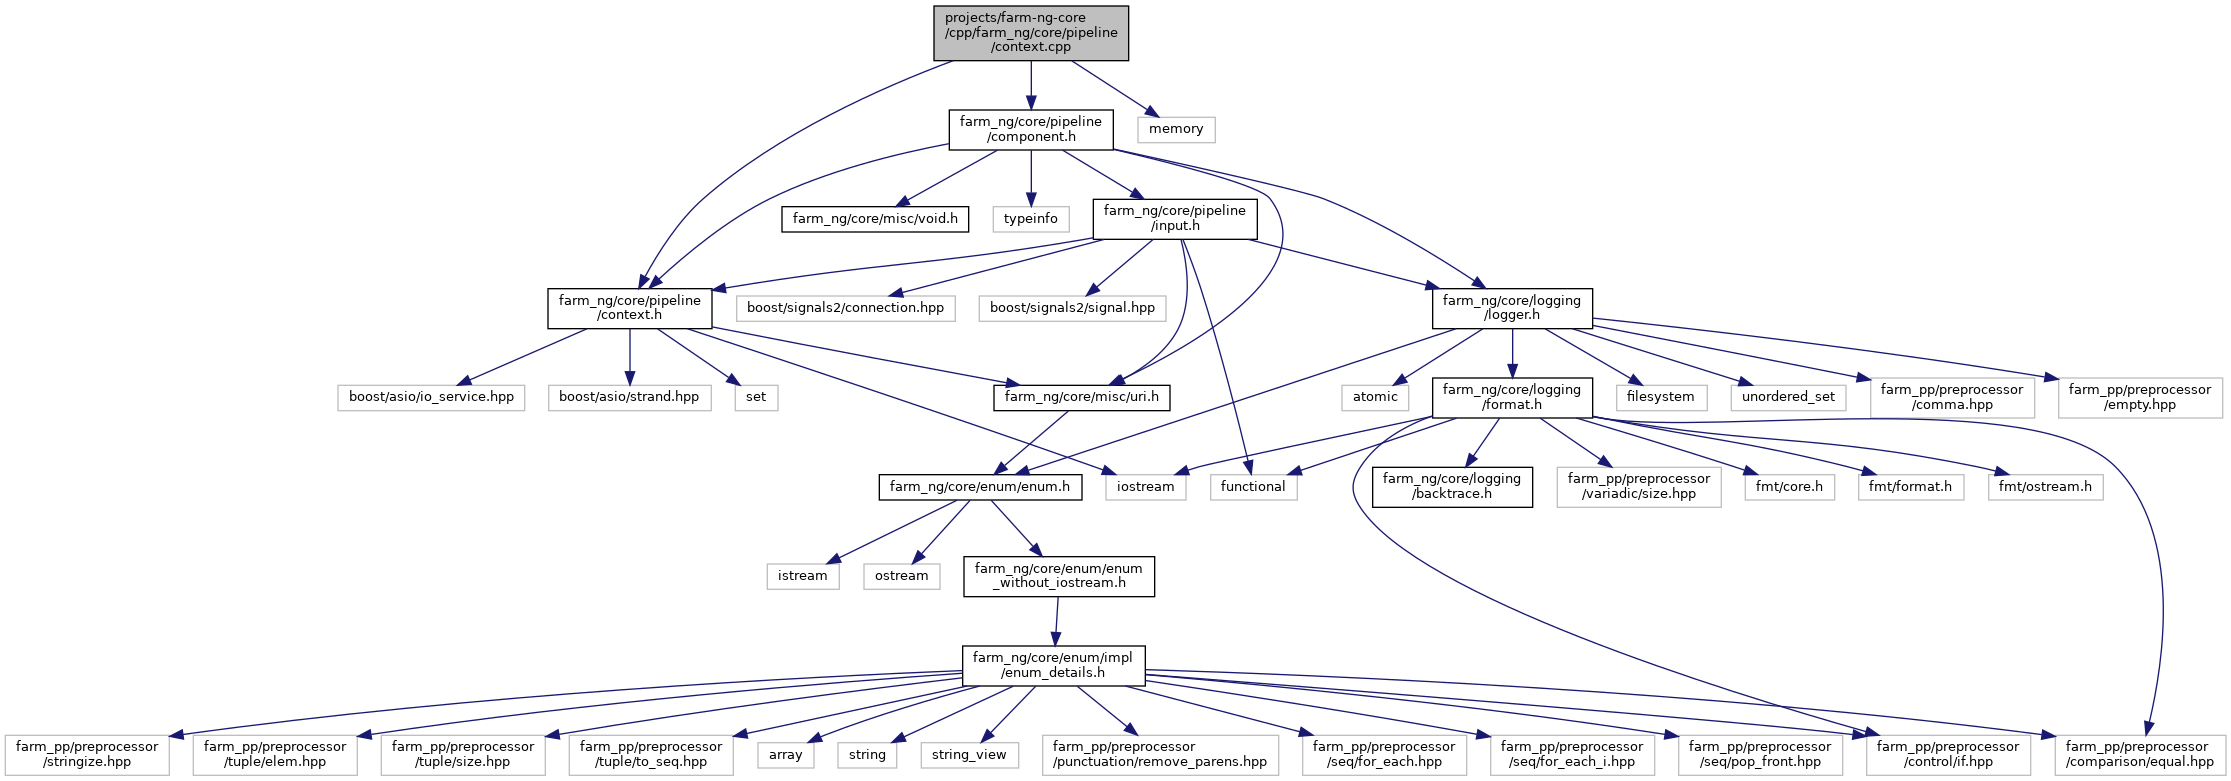 projects/farm-ng-core
/cpp/farm_ng/core/pipeline
/context.cpp
farm_ng/core/pipeline
/component.h
memory
farm_ng/core/misc/void.h
typeinfo
farm_ng/core/pipeline
/input.h
farm_ng/core/pipeline
/context.h
boost/signals2/connection.hpp
boost/signals2/signal.hpp
farm_ng/core/logging
/logger.h
boost/asio/io_service.hpp
boost/asio/strand.hpp
set
farm_ng/core/misc/uri.h
atomic
farm_ng/core/logging
/format.h
filesystem
unordered_set
farm_pp/preprocessor
/comma.hpp
farm_pp/preprocessor
/empty.hpp
farm_ng/core/enum/enum.h
iostream
functional
farm_ng/core/logging
/backtrace.h
farm_pp/preprocessor
/variadic/size.hpp
fmt/core.h
fmt/format.h
fmt/ostream.h
istream
ostream
farm_ng/core/enum/enum
_without_iostream.h
farm_ng/core/enum/impl
/enum_details.h
farm_pp/preprocessor
/stringize.hpp
farm_pp/preprocessor
/tuple/elem.hpp
farm_pp/preprocessor
/tuple/size.hpp
farm_pp/preprocessor
/tuple/to_seq.hpp
array
string
string_view
farm_pp/preprocessor
/punctuation/remove_parens.hpp
farm_pp/preprocessor
/seq/for_each.hpp
farm_pp/preprocessor
/seq/for_each_i.hpp
farm_pp/preprocessor
/seq/pop_front.hpp
farm_pp/preprocessor
/control/if.hpp
farm_pp/preprocessor
/comparison/equal.hpp